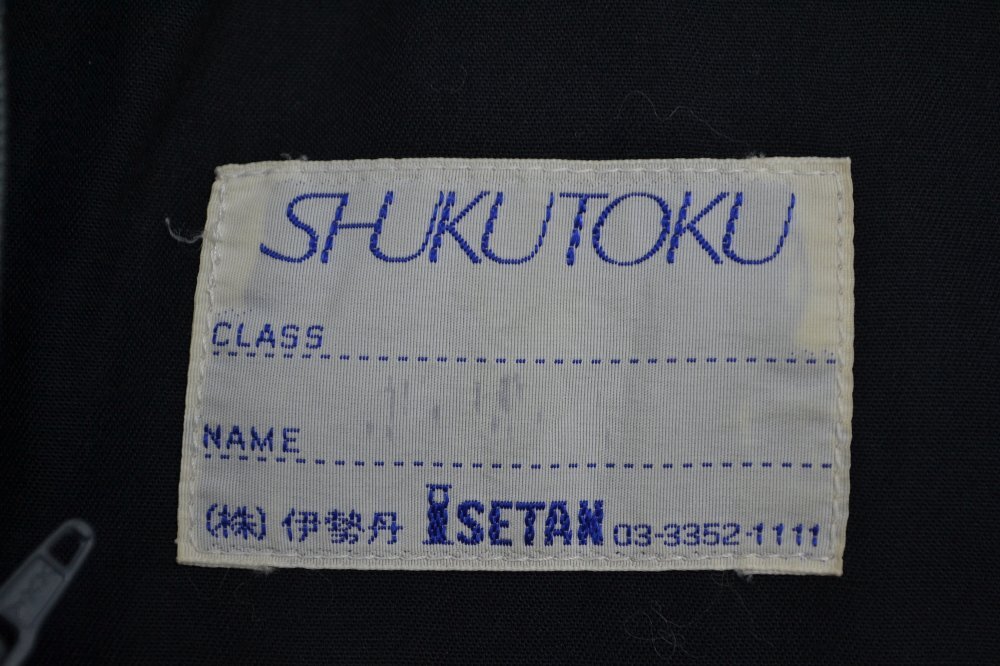 SHUKUTOKU
CLASS
NAME
(株)伊勢丹 ISETAN 03-3352-1111